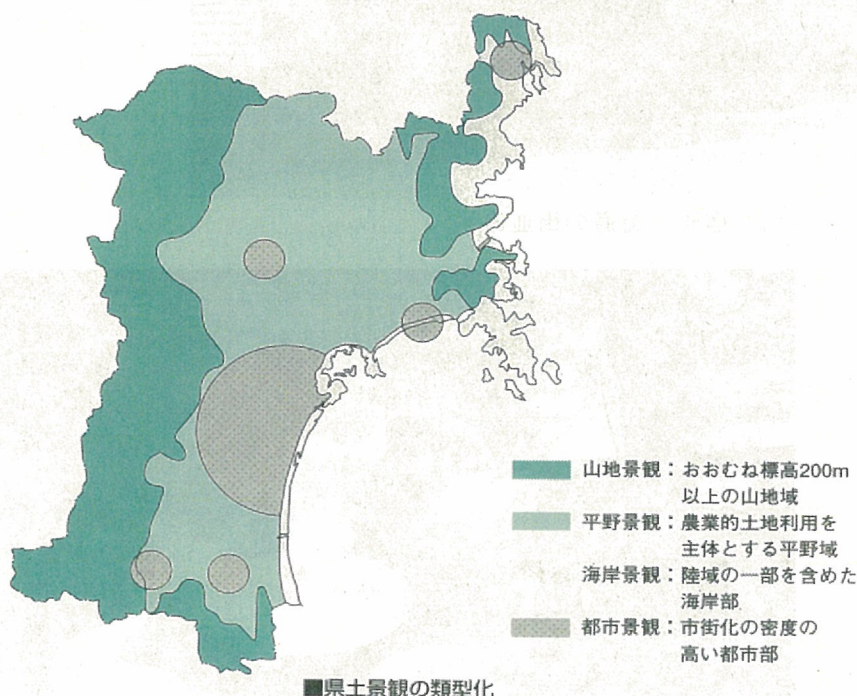 山地景観：おおむね標高200m
以上の山地域
平野景観：農業的土地利用を
主体とする平野域
海岸景観：陸域の一部を含めた
海岸部
都市景観：市街化の密度の
高い都市部
■県土景観の類型化